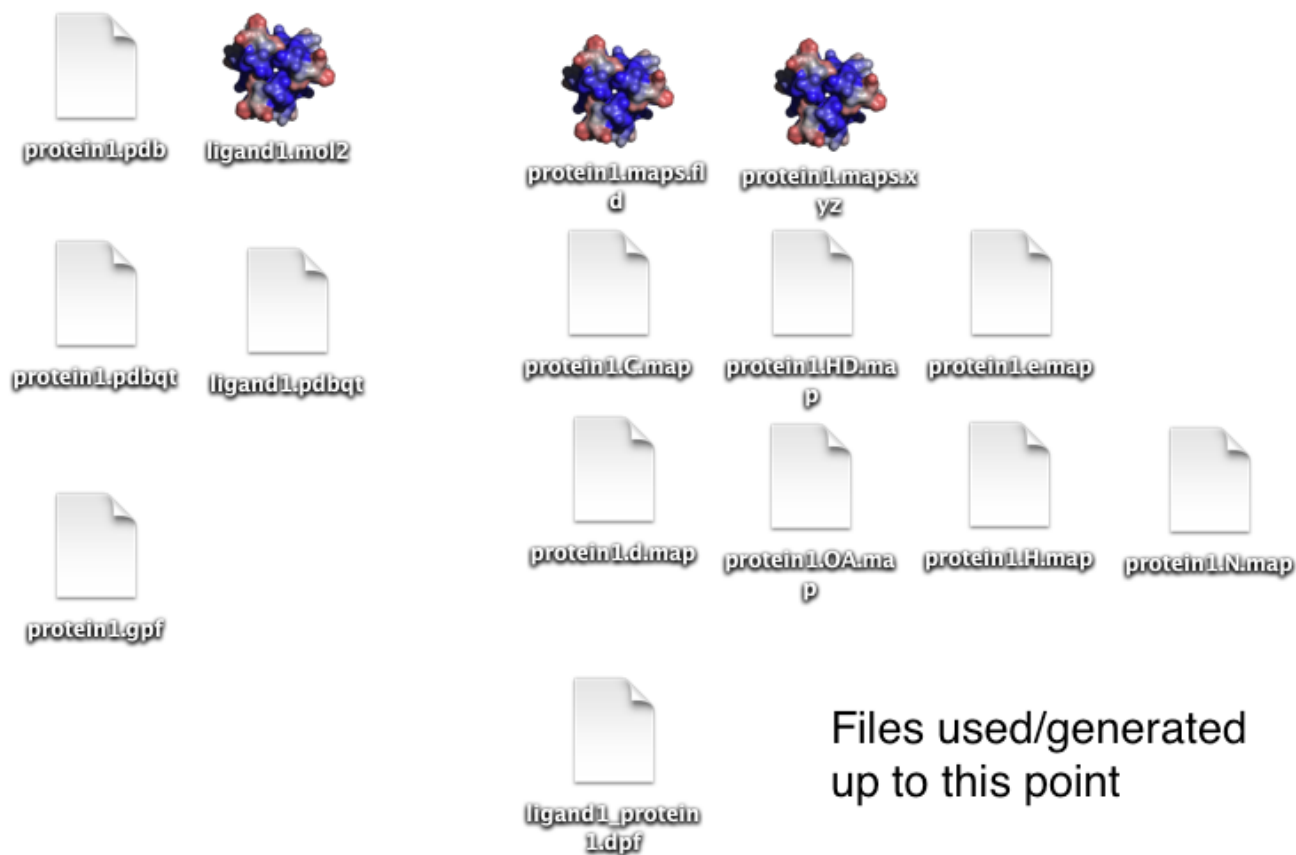 protein1.pdb
ligand1.mol2
protein1.maps.fl
d
protein1.maps.x
yz
protein1.pdbqt
ligand1.pdbqt
protein1.C.map
protein1.HD.ma
p
protein1.e.map
protein1.d.map
protein1.OA.ma
p
protein1.H.map
protein1.N.map
protein1.gpf
ligand1_protein
1.dpf
Files used/generated
up to this point